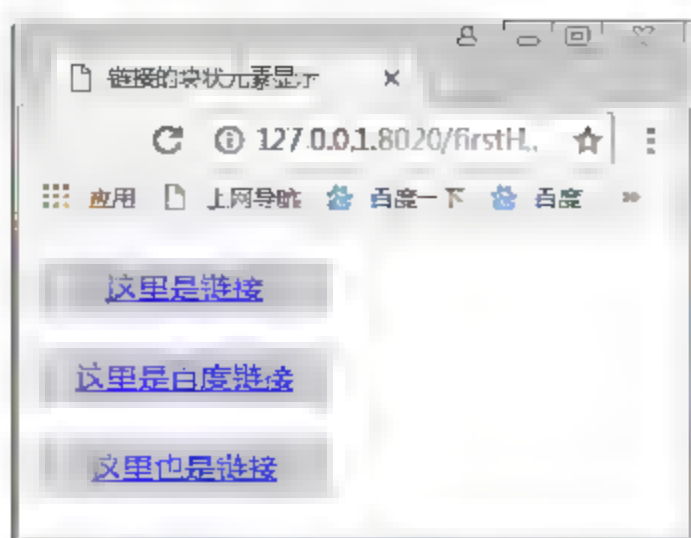 链接的块状元素显示
127.0.0.1:8020/firstH...
应用 上网导航 百度一下 百度 »
这里是链接
这里是百度链接
这里也是链接